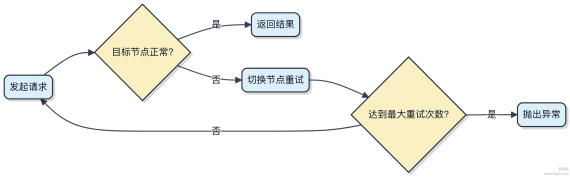 发起请求
目标节点正常?
是
返回结果
否
切换节点重试
达到最大重试次数?
是
抛出异常
否